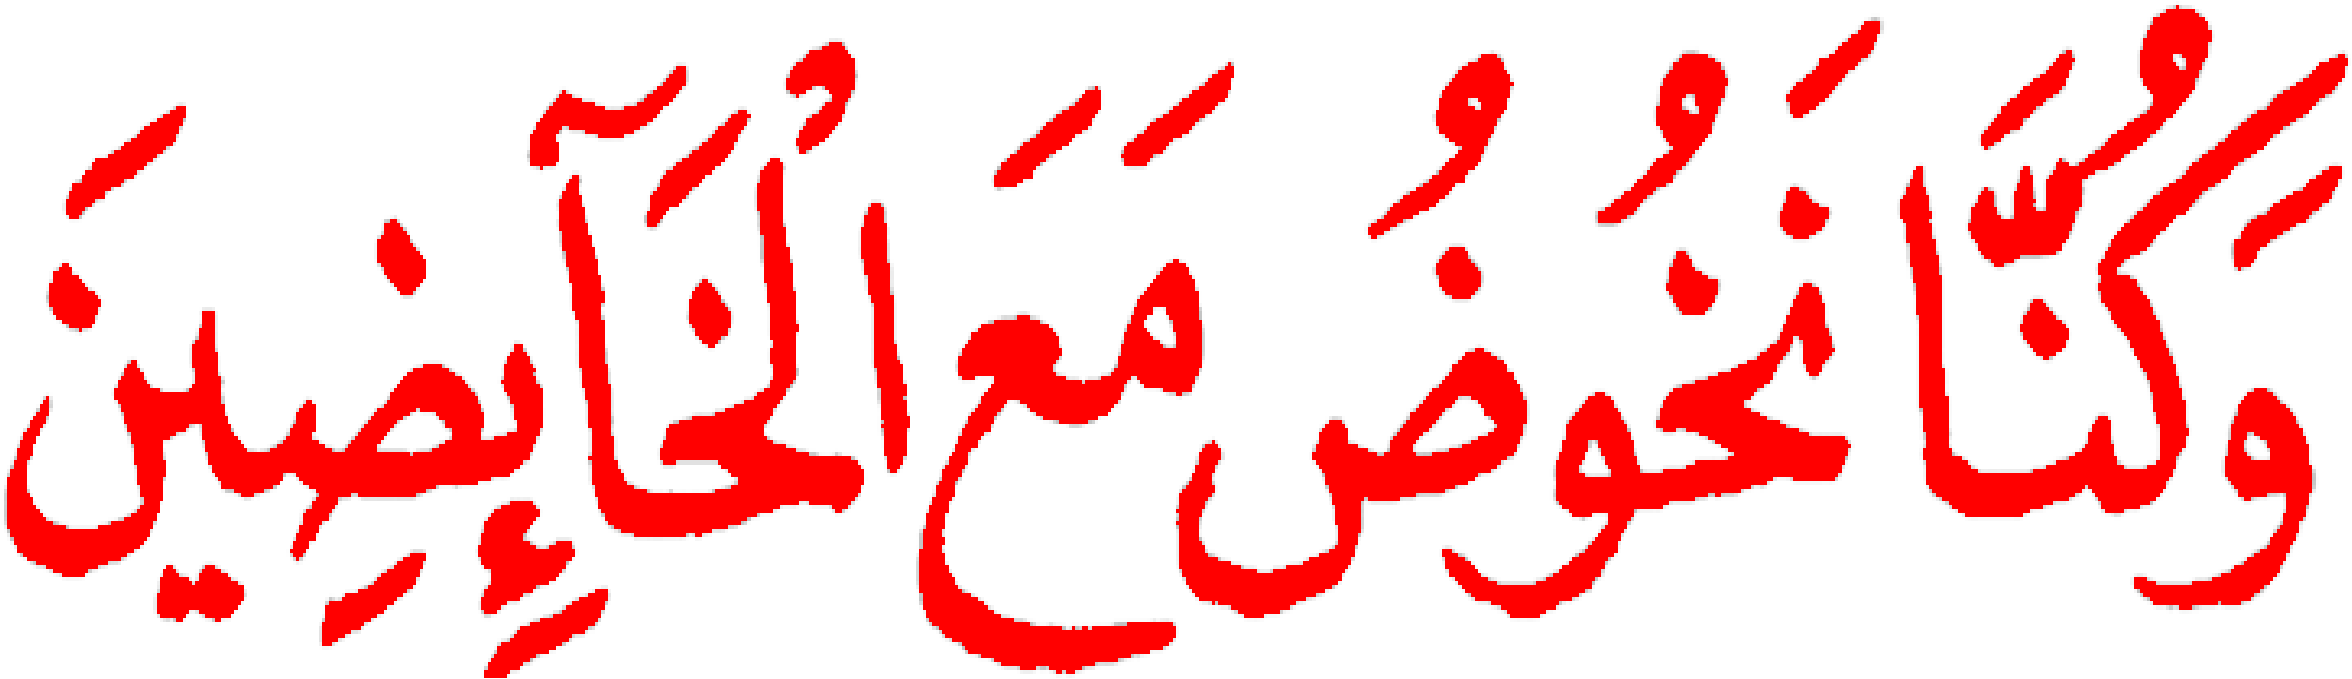 وَكُنَّا نَخُوضُ مَعَ الْخَآئِضِينَ